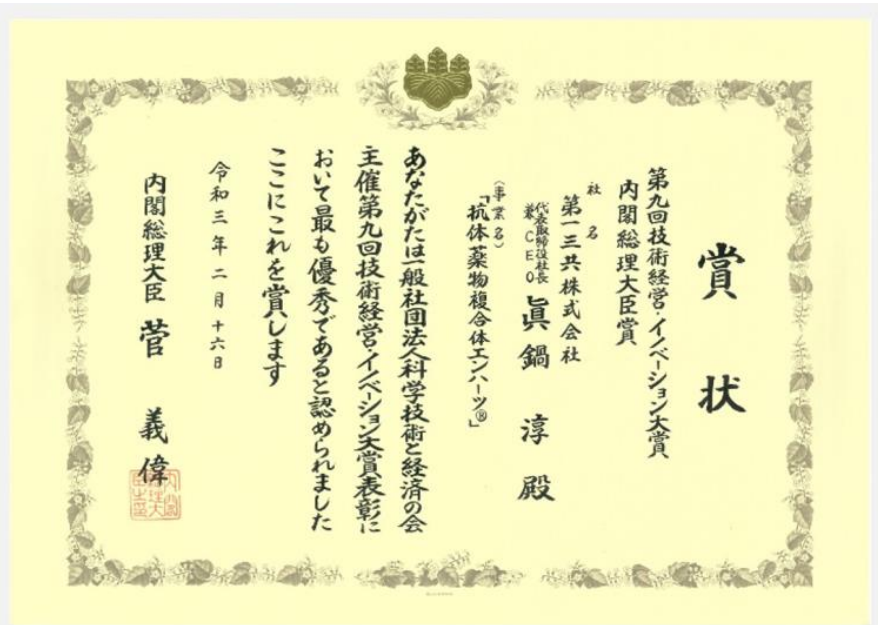 賞状
第九回技術経営・イノベーション大賞
内閣総理大臣賞
社名
第一三共株式会社
代表取締役社長
兼CEO
眞鍋 淳 殿
(事業名)
「抗体薬物複合体エンハーツ®」
あなたがたは一般社団法人科学技術と経済の会
主催第九回技術経営・イノベーション大賞表彰に
おいて最も優秀であると認められました
ここにこれを賞します
令和三年二月十六日
内閣総理大臣 菅 義偉